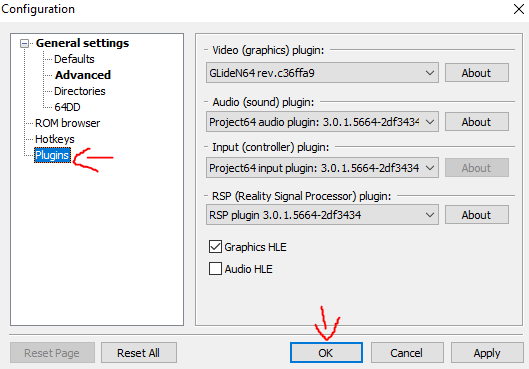 Configuration
General settings
Defaults
Advanced
Directories
64DD
ROM browser
Hotkeys
Plugins
Video (graphics) plugin:
GLideN64 rev.c36ffa9
About
Audio (sound) plugin:
Project64 audio plugin: 3.0.1.5664-2df3434
About
Input (controller) plugin:
Project64 input plugin: 3.0.1.5664-2df3434
About
RSP (Reality Signal Processor) plugin:
RSP plugin 3.0.1.5664-2df3434
About
Graphics HLE
Audio HLE
Reset Page
Reset All
OK
Cancel
Apply